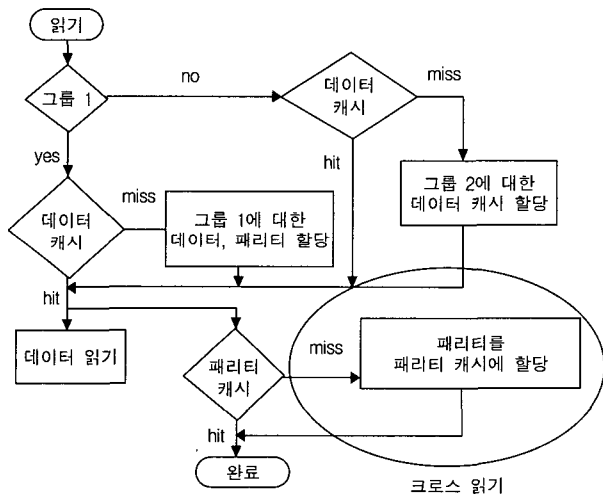 읽기
그룹 1
no
데이터
캐시
miss
yes
hit
데이터
캐시
miss
그룹 1에 대한
데이터, 패리티 할당
그룹 2에 대한
데이터 캐시 할당
hit
데이터 읽기
패리티
캐시
miss
패리티를
패리티 캐시에 할당
hit
완료
크로스 읽기